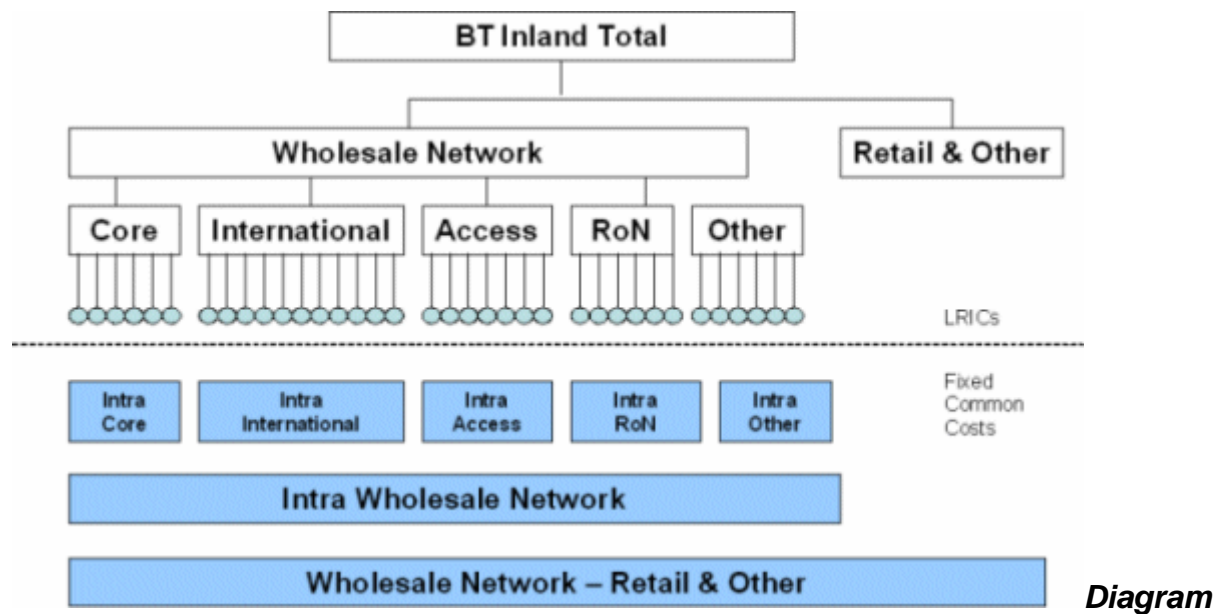 BT Inland Total
Wholesale Network
Retail & Other
Core
International
Access
RoN
Other
LRICs
Intra
Core
Intra
International
Intra
Access
Intra
RoN
Intra
Other
Fixed
Common
Costs
Intra Wholesale Network
Wholesale Network – Retail & Other
Diagram